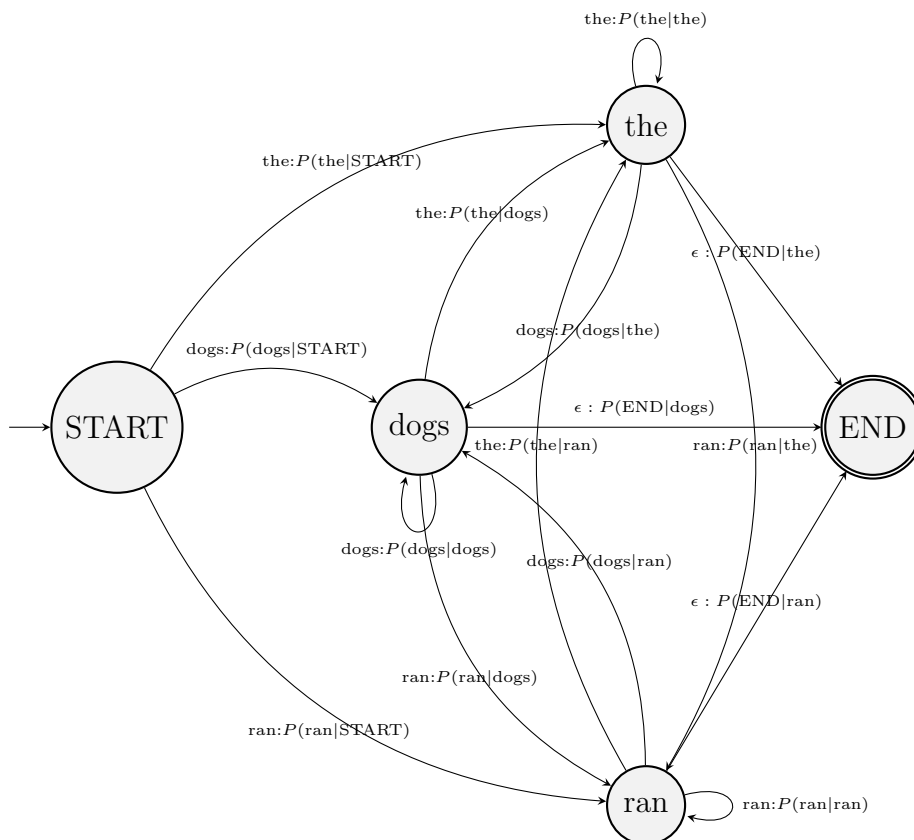 the:P(the|the)
the
the:P(the|START)
the:P(the|dogs)
ϵ : P(END|the)
dogs:P(dogs|the)
dogs:P(dogs|START)
ϵ : P(END|dogs)
START
dogs
END
the:P(the|ran)
ran:P(ran|the)
dogs:P(dogs|dogs)
dogs:P(dogs|ran)
ϵ : P(END|ran)
ran:P(ran|dogs)
ran:P(ran|START)
ran
ran:P(ran|ran)